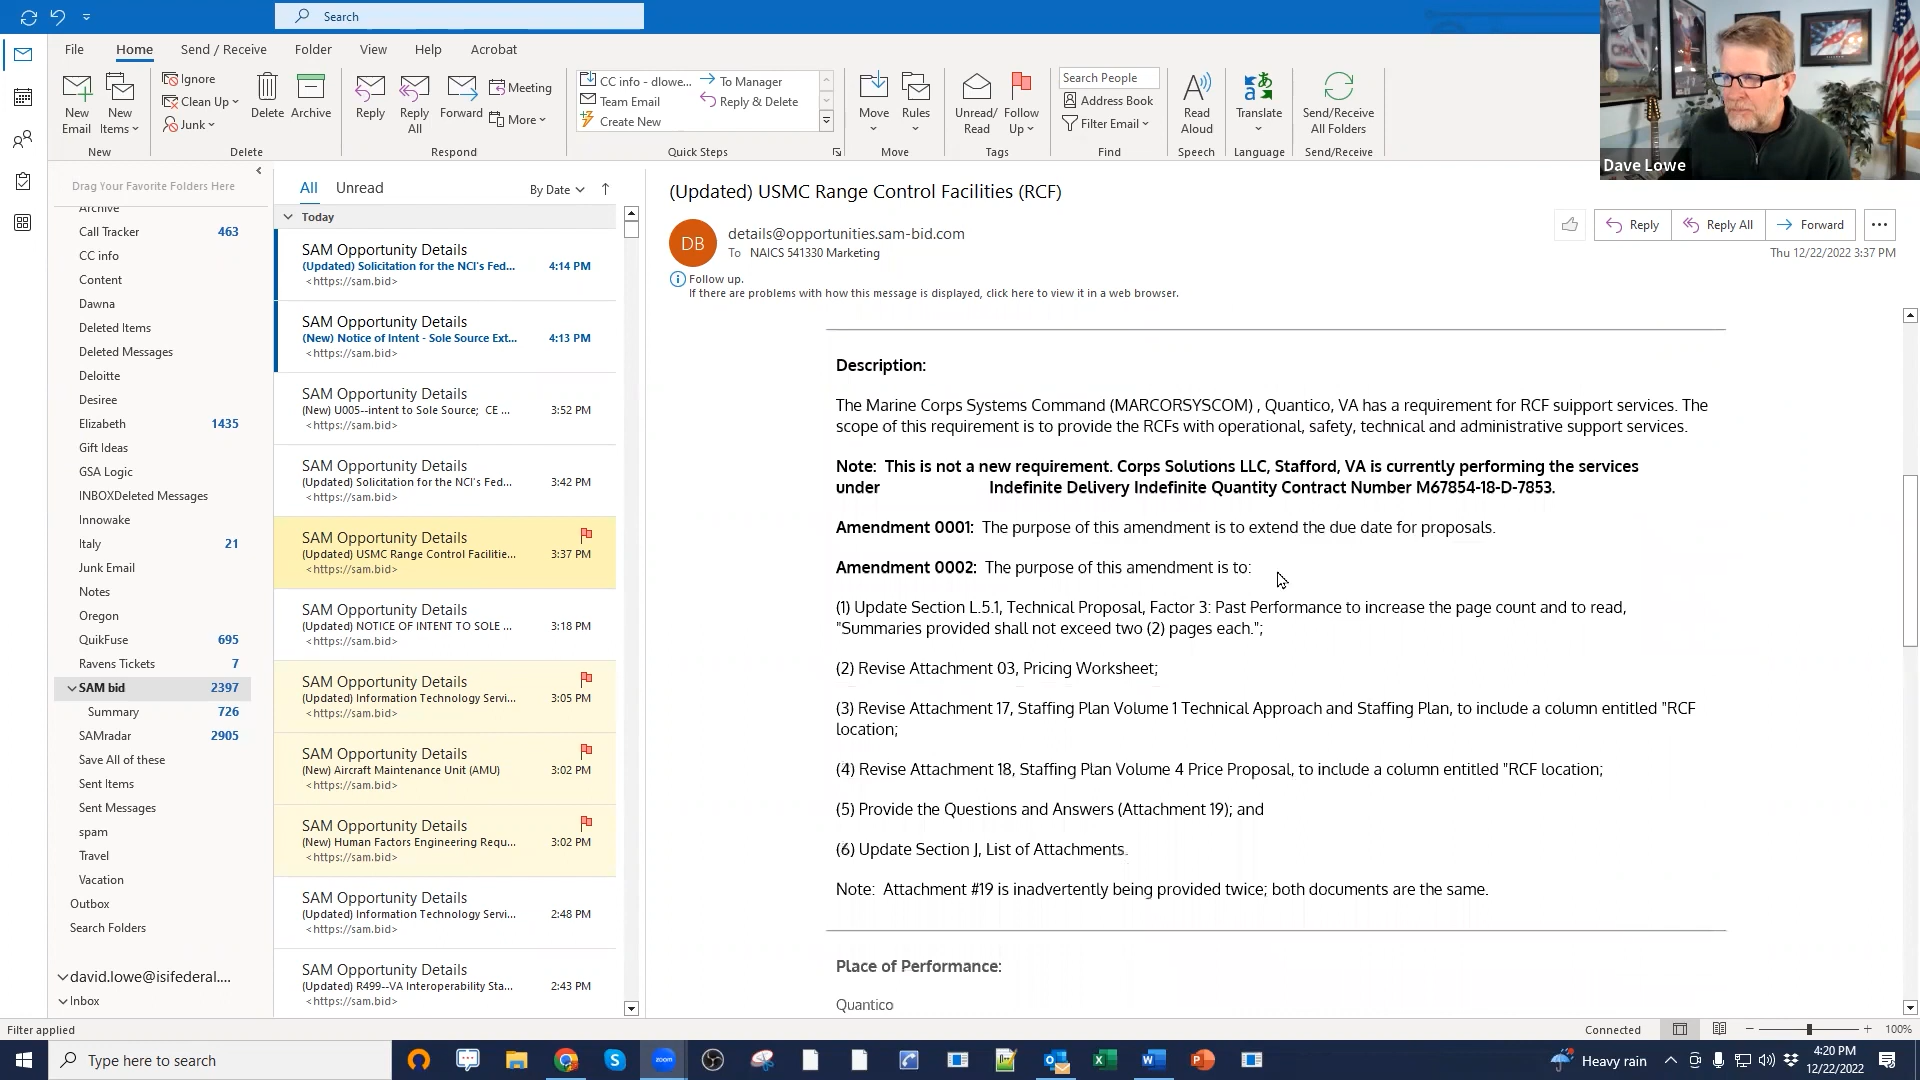 Search
File Home Send / Receive Folder View Help Acrobat
New Email
New Items
Ignore
Clean Up
Junk
Delete
Archive
Reply
Reply All
Forward
Meeting
More
CC info - dlowe...
To Manager
Team Email
Reply & Delete
Create New
Move
Rules
Unread/ Read
Follow Up
Search People
Address Book
Filter Email
Read Aloud
Translate
Send/Receive All Folders
New Delete Respond Quick Steps Move Tags Find Speech Language Send/Receive
Dave Lowe
Drag Your Favorite Folders Here
Archive
Call Tracker 463
CC info
Content
Dawna
Deleted Items
Deleted Messages
Deloitte
Desiree
Elizabeth 1435
Gift Ideas
GSA Logic
INBOXDeleted Messages
Innowake
Italy 21
Junk Email
Notes
Oregon
QuikFuse 695
Ravens Tickets 7
SAM bid 2397
Summary 726
SAMradar 2905
Save All of these
Sent Items
Sent Messages
spam
Travel
Vacation
Outbox
Search Folders
david.lowe@isifederal....
Inbox
All Unread By Date
Today
SAM Opportunity Details
(Updated) Solicitation for the NCI's Fed... 4:14 PM
<https://sam.bid>
SAM Opportunity Details
(New) Notice of Intent - Sole Source Ext... 4:13 PM
<https://sam.bid>
SAM Opportunity Details
(New) U005--intent to Sole Source; CE ... 3:52 PM
<https://sam.bid>
SAM Opportunity Details
(Updated) Solicitation for the NCI's Fed... 3:42 PM
<https://sam.bid>
SAM Opportunity Details
(Updated) USMC Range Control Facilitie... 3:37 PM
<https://sam.bid>
SAM Opportunity Details
(Updated) NOTICE OF INTENT TO SOLE ... 3:18 PM
<https://sam.bid>
SAM Opportunity Details
(Updated) Information Technology Servi... 3:05 PM
<https://sam.bid>
SAM Opportunity Details
(New) Aircraft Maintenance Unit (AMU) 3:02 PM
<https://sam.bid>
SAM Opportunity Details
(New) Human Factors Engineering Requ... 3:02 PM
<https://sam.bid>
SAM Opportunity Details
(Updated) Information Technology Servi... 2:48 PM
<https://sam.bid>
SAM Opportunity Details
(Updated) R499--VA Interoperability Sta... 2:43 PM
<https://sam.bid>
(Updated) USMC Range Control Facilities (RCF)
DB
details@opportunities.sam-bid.com
To NAICS 541330 Marketing
Reply Reply All Forward
Thu 12/22/2022 3:37 PM
Follow up.
If there are problems with how this message is displayed, click here to view it in a web browser.
Description:
The Marine Corps Systems Command (MARCORSYSCOM) , Quantico, VA has a requirement for RCF suipport services. The
scope of this requirement is to provide the RCFs with operational, safety, technical and administrative support services.
Note: This is not a new requirement. Corps Solutions LLC, Stafford, VA is currently performing the services
under Indefinite Delivery Indefinite Quantity Contract Number M67854-18-D-7853.
Amendment 0001: The purpose of this amendment is to extend the due date for proposals.
Amendment 0002: The purpose of this amendment is to:
(1) Update Section L.5.1, Technical Proposal, Factor 3: Past Performance to increase the page count and to read,
"Summaries provided shall not exceed two (2) pages each.";
(2) Revise Attachment 03, Pricing Worksheet;
(3) Revise Attachment 17, Staffing Plan Volume 1 Technical Approach and Staffing Plan, to include a column entitled "RCF
location;
(4) Revise Attachment 18, Staffing Plan Volume 4 Price Proposal, to include a column entitled "RCF location;
(5) Provide the Questions and Answers (Attachment 19); and
(6) Update Section J, List of Attachments.
Note: Attachment #19 is inadvertently being provided twice; both documents are the same.
Place of Performance:
Quantico
Filter applied
Connected
100%
Type here to search
zoom
Heavy rain
4:20 PM
12/22/2022